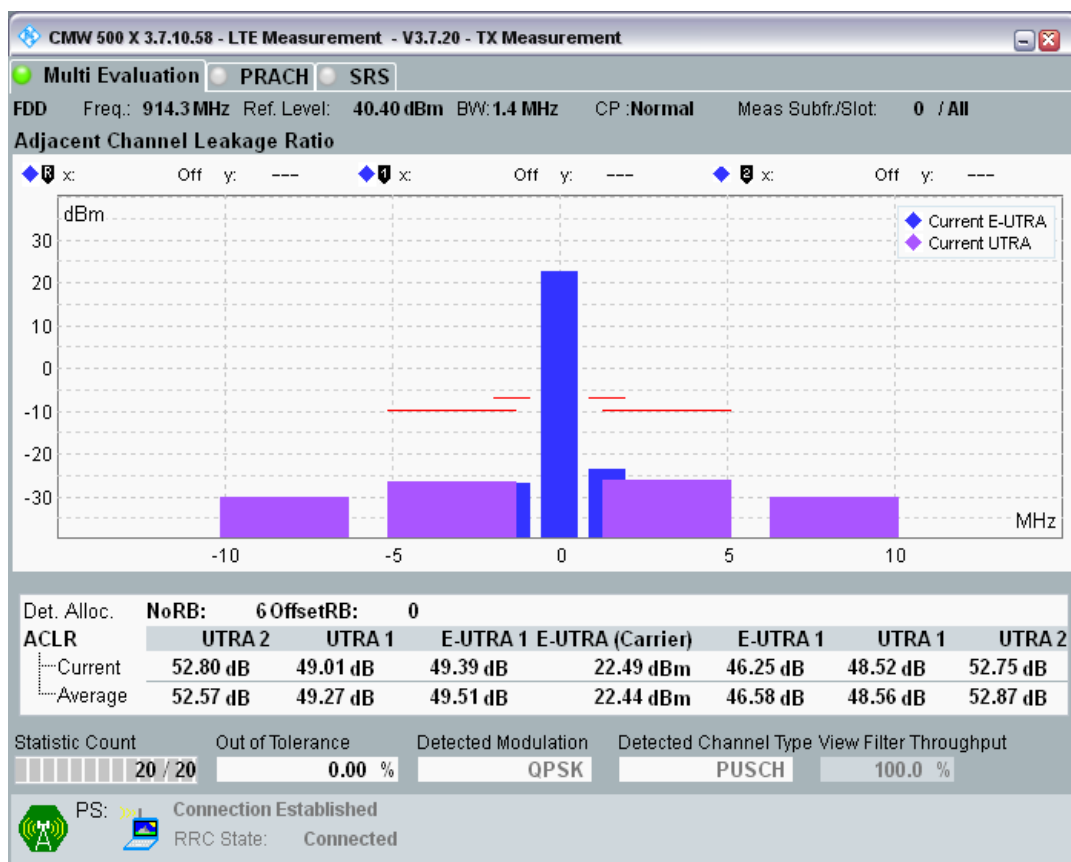 CMW 500 X 3.7.10.58 - LTE Measurement - V3.7.20 - TX Measurement
Multi Evaluation PRACH SRS
FDD Freq.: 914.3 MHz Ref. Level: 40.40 dBm BW: 1.4 MHz CP :Normal Meas Subfr./Slot: 0 / All
Adjacent Channel Leakage Ratio
R x: Off y: --- 1 x: Off y: --- 2 x: Off y: ---
dBm
Current E-UTRA
Current UTRA
30
20
10
0
-10
-20
-30
MHz
-10 -5 0 5 10
Det. Alloc. NoRB: 6 OffsetRB: 0
ACLR UTRA 2 UTRA 1 E-UTRA 1 E-UTRA (Carrier) E-UTRA 1 UTRA 1 UTRA 2
Current 52.80 dB 49.01 dB 49.39 dB 22.49 dBm 46.25 dB 48.52 dB 52.75 dB
Average 52.57 dB 49.27 dB 49.51 dB 22.44 dBm 46.58 dB 48.56 dB 52.87 dB
Statistic Count Out of Tolerance Detected Modulation Detected Channel Type View Filter Throughput
20 / 20 0.00 % QPSK PUSCH 100.0 %
PS: Connection Established
RRC State: Connected